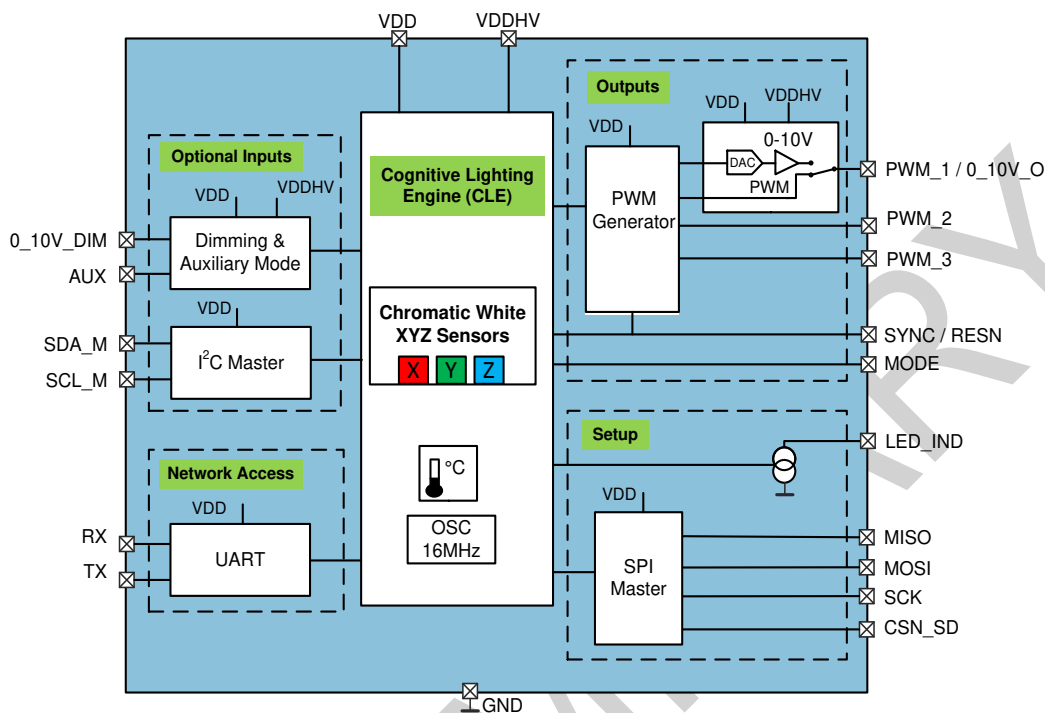 VDD
VDDHV
Outputs
VDD
VDDHV
0-10V
DAC
PWM
VDD
PWM
Generator
PWM_1 / 0_10V_O
PWM_2
PWM_3
SYNC / RESN
MODE
Optional Inputs
VDD
VDDHV
Dimming &
Auxiliary Mode
0_10V_DIM
AUX
VDD
I²C Master
SDA_M
SCL_M
Cognitive Lighting
Engine (CLE)
Chromatic White
XYZ Sensors
X Y Z
°C
OSC
16MHz
Network Access
VDD
UART
RX
TX
Setup
LED_IND
VDD
SPI
Master
MISO
MOSI
SCK
CSN_SD
GND